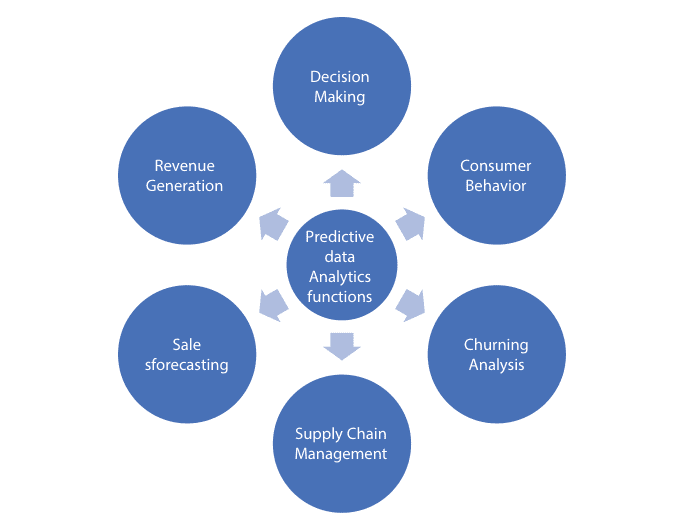 Decision
Making
Revenue
Generation
Consumer
Behavior
Predictive
data
Analytics
functions
Sale
sforecasting
Churning
Analysis
Supply Chain
Management